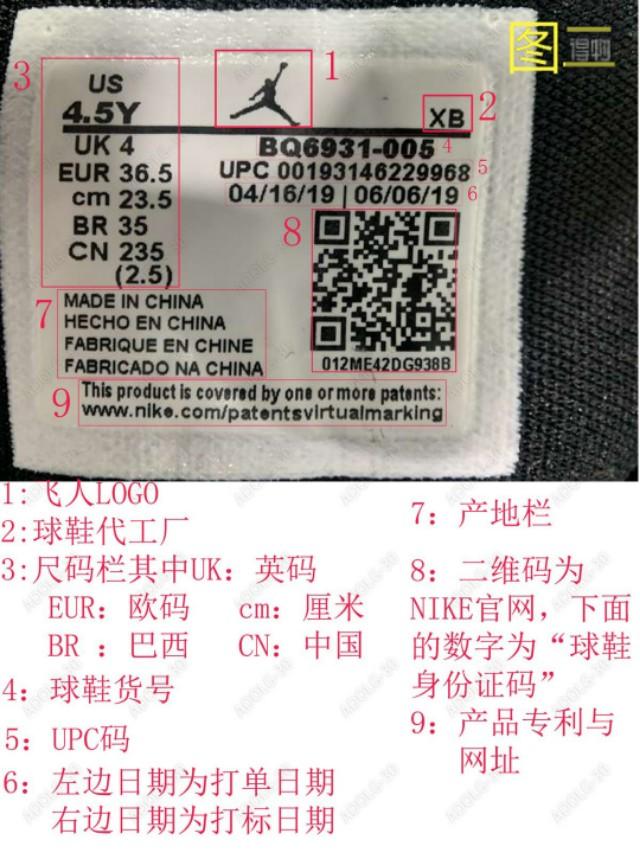 图 得物
3
US
4.5Y
UK 4
EUR 36.5
cm 23.5
BR 35
CN 235
(2.5)
1
XB 2
BQ6931-005 4
UPC 00193146229968 5
04/16/19 | 06/06/19 6
8
012ME42DG938B
7
MADE IN CHINA
HECHO EN CHINA
FABRIQUE EN CHINE
FABRICADO NA CHINA
9
This product is covered by one or more patents:
www.nike.com/patentsvirtualmarking
1:飞人LOGO
2:球鞋代工厂
3:尺码栏其中UK：英码
EUR：欧码 cm：厘米
BR ：巴西 CN：中国
4：球鞋货号
5：UPC码
6：左边日期为打单日期
右边日期为打标日期
7：产地栏
8：二维码为
NIKE官网，下面
的数字为“球鞋
身份证码”
9：产品专利与
网址